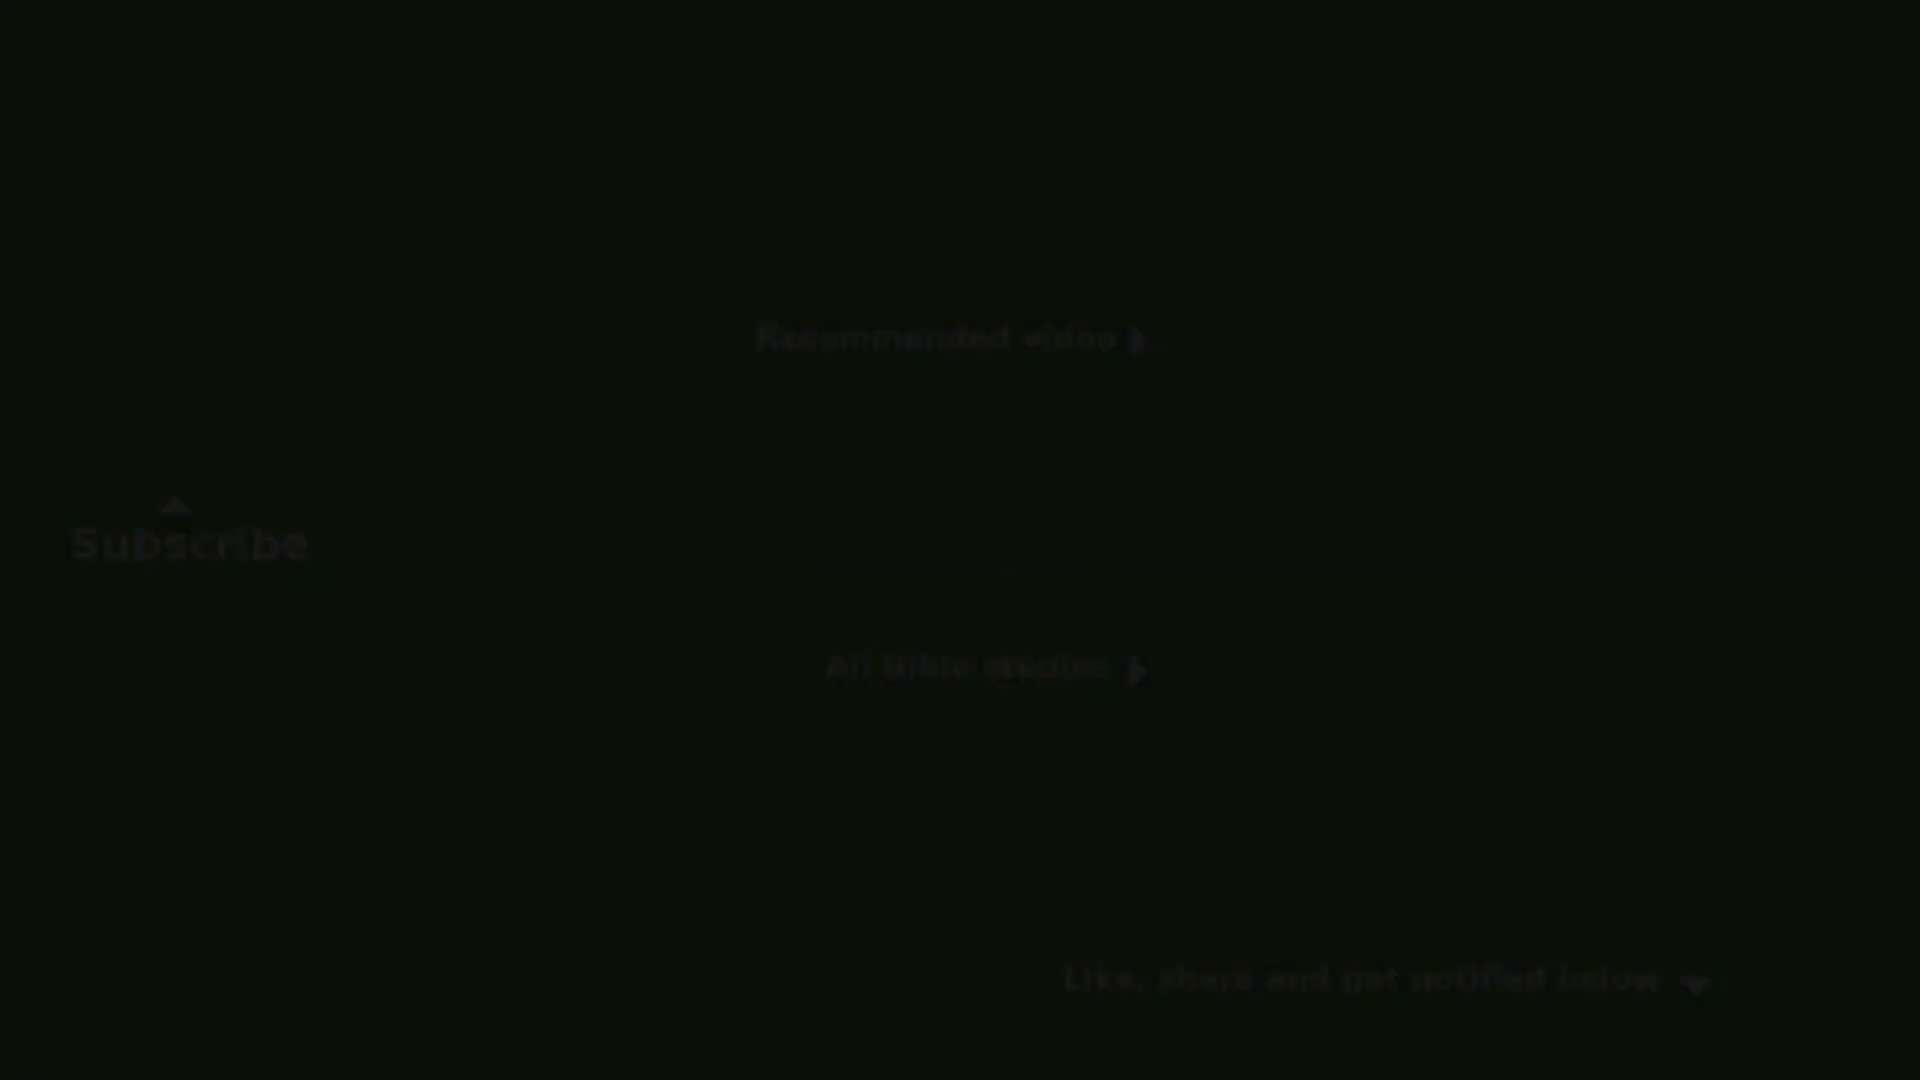 Recommended video
Subscribe
All Bible studies
Like, share and get notified below